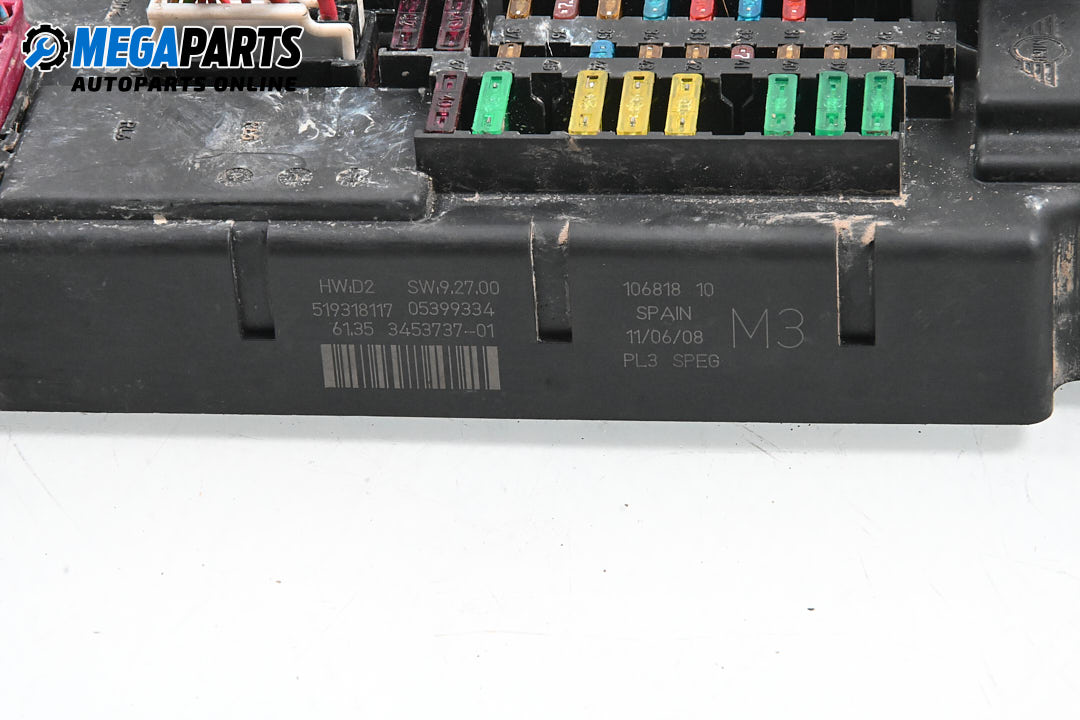 MEGAPARTS
AUTOPARTS ONLINE
MINI
HW:D2 SW:9.27.00
519318117 05399334
61.35 3453737-01
106818 10
SPAIN
11/06/08
PL3 SPEG
M3